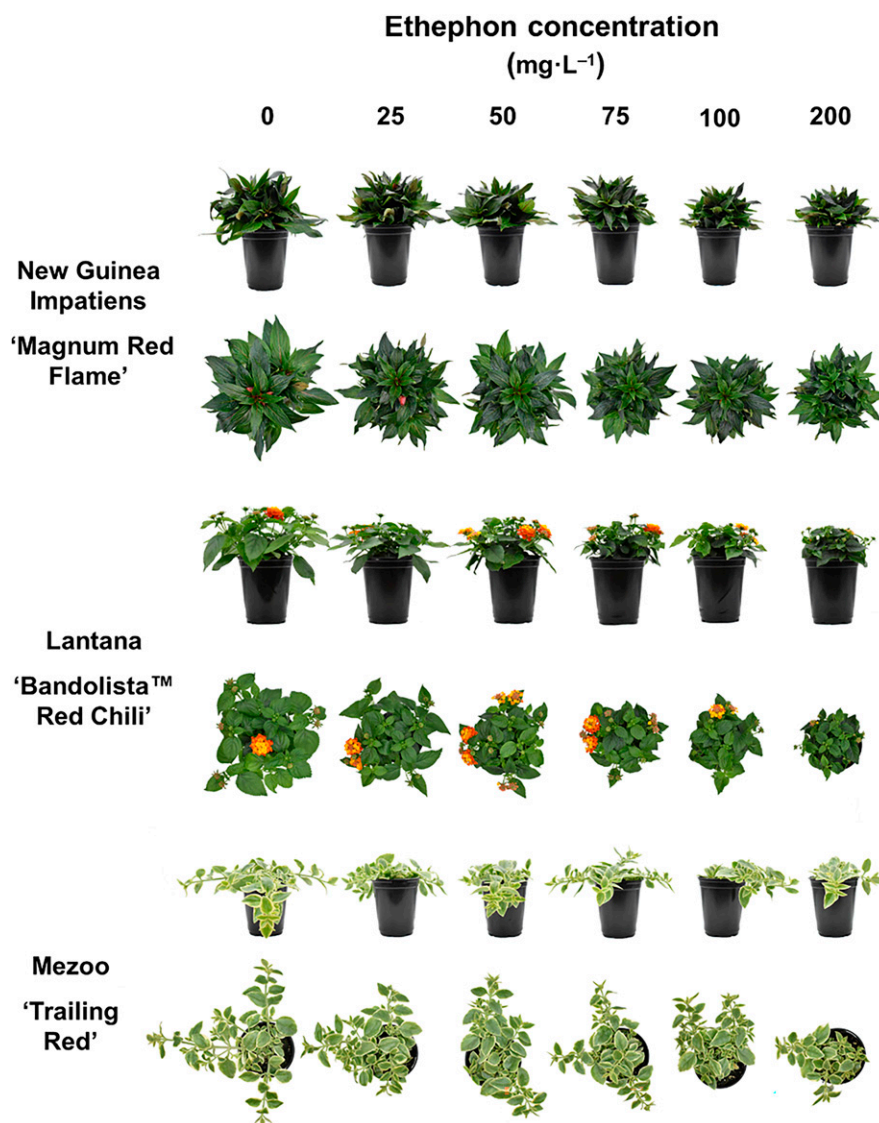 Ethephon concentration
(mg·L⁻¹)
0 25 50 75 100 200
New Guinea
Impatiens
‘Magnum Red
Flame’
Lantana
‘Bandolista™
Red Chili’
Mezoo
‘Trailing
Red’